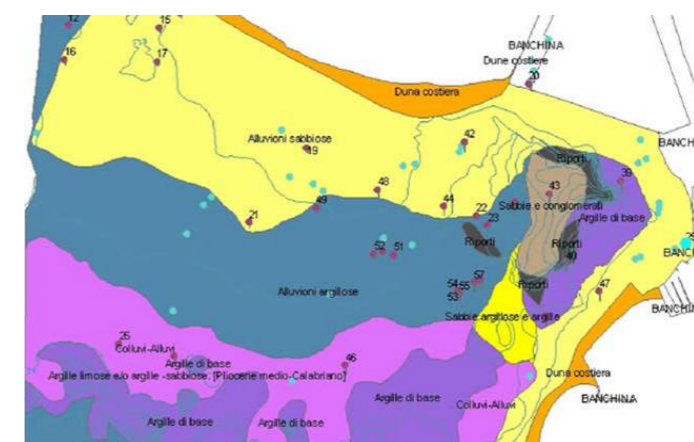 12
15
16
17
BANCHINA
Dune costiere
20
Duna costiera
Alluvioni sabbiose
19
42
BANCH
Riporti
39
48
43
49
44
21
22
23
Sabbie e conglomerati
Argille di base
Riporti
Riporti
40
52
51
BANC
Alluvioni argillose
54
55
57
53
Riporti
47
Sabbie argillose e argille
BANCHIN
26
Colluvi-Alluvi
Argille di base
46
Argille limose e/o argille -sabbiose. [Pliocene medio-Calabriano]
Duna costiera
Argille di base
Argille di base
Argille di base
Colluvi-Alluvi
BANCHINA